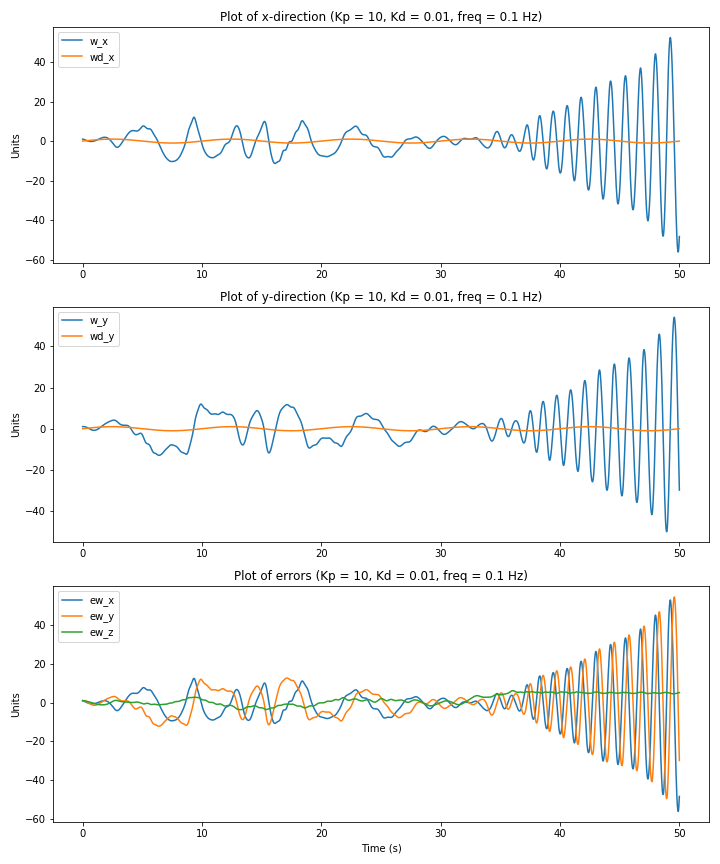 Plot of x-direction (Kp = 10, Kd = 0.01, freq = 0.1 Hz)
w_x
wd_x
Units
40
20
0
−20
−40
−60
0 10 20 30 40 50
Plot of y-direction (Kp = 10, Kd = 0.01, freq = 0.1 Hz)
w_y
wd_y
Units
40
20
0
−20
−40
0 10 20 30 40 50
Plot of errors (Kp = 10, Kd = 0.01, freq = 0.1 Hz)
ew_x
ew_y
ew_z
Units
40
20
0
−20
−40
−60
0 10 20 30 40 50
Time (s)